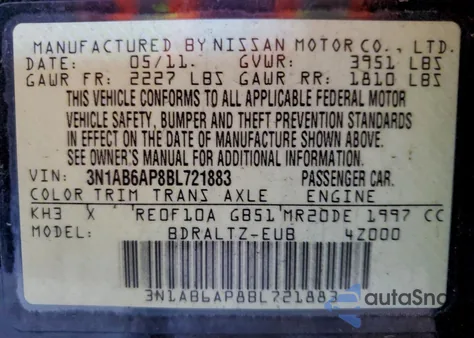 MANUFACTURED BY NISSAN MOTOR CO., LTD.
DATE: 05/11. GVWR: 3951 LBS
GAWR FR: 2227 LBS GAWR RR: 1810 LBS
THIS VEHICLE CONFORMS TO ALL APPLICABLE FEDERAL MOTOR
VEHICLE SAFETY, BUMPER AND THEFT PREVENTION STANDARDS
IN EFFECT ON THE DATE OF MANUFACTURE SHOWN ABOVE.
SEE OWNER'S MANUAL FOR ADDITIONAL INFORMATION.
VIN: 3N1AB6AP8BL721883 PASSENGER CAR.
COLOR TRIM TRANS AXLE ENGINE
KH3 X RE0F10A GB51 MR20DE 1997 CC
MODEL: BDRALTZ-EUB 4Z000
3N1AB6AP8BL721883
autaSna